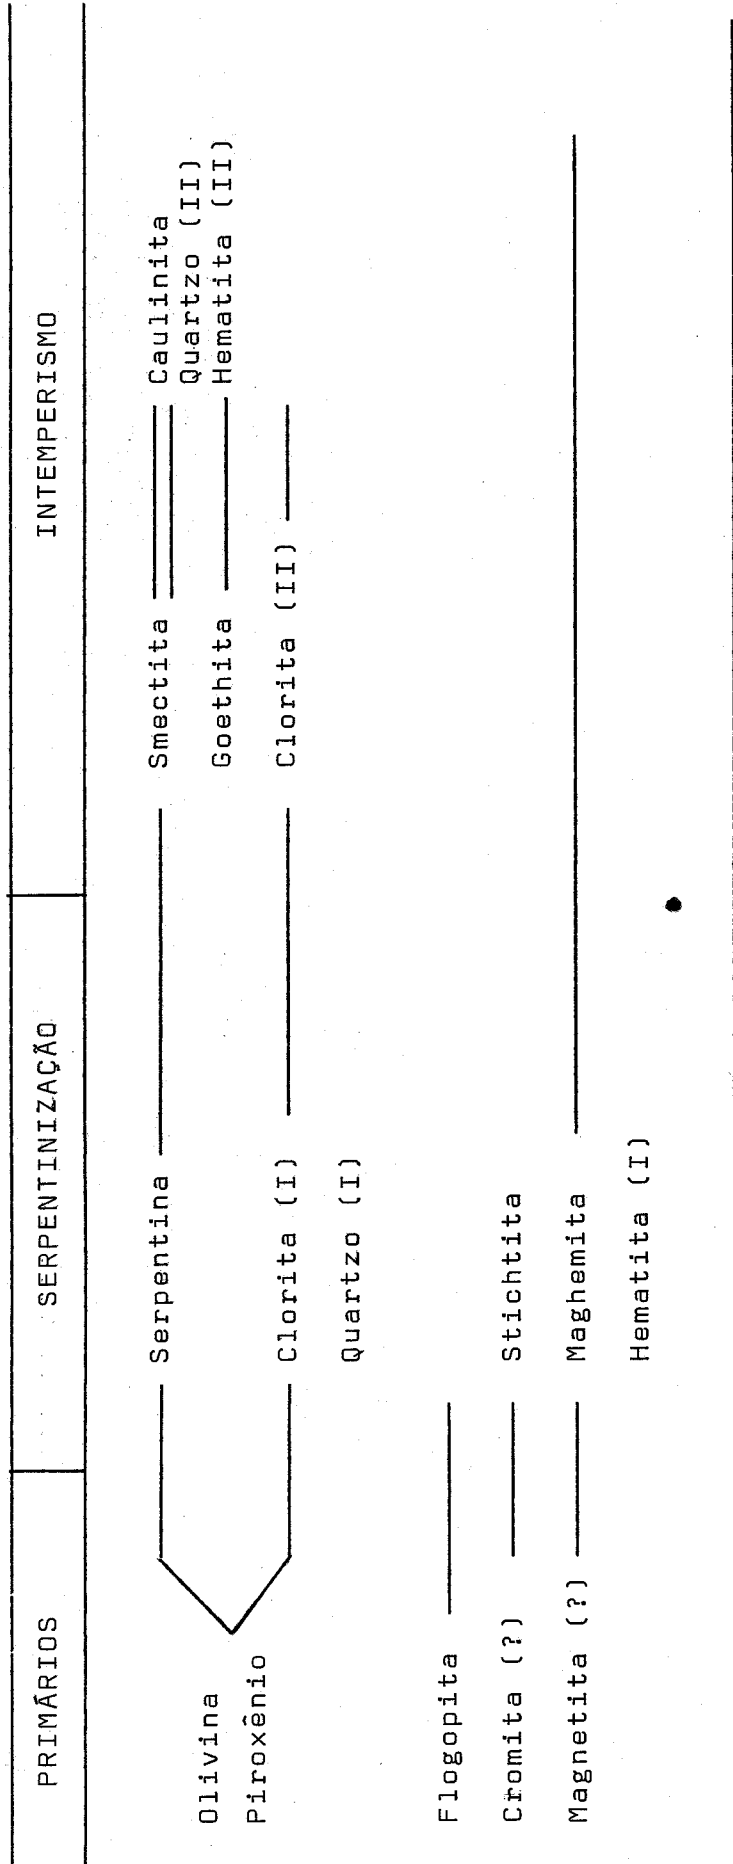 PRIMÁRIOS
SERPENTINIZAÇÃO
INTEMPERISMO
Olivina
Piroxênio
Serpentina
Clorita (I)
Quartzo (I)
Smectita
Goethita
Clorita (II)
Caulinita
Quartzo (II)
Hematita (II)
Flogopita
Cromita (?)
Stichtita
Magnetita (?)
Maghemita
Hematita (I)